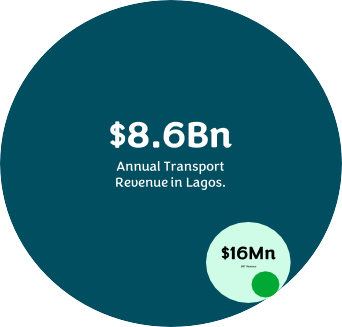 $8.6Bn
Annual Transport
Revenue in Lagos.
$16Mn